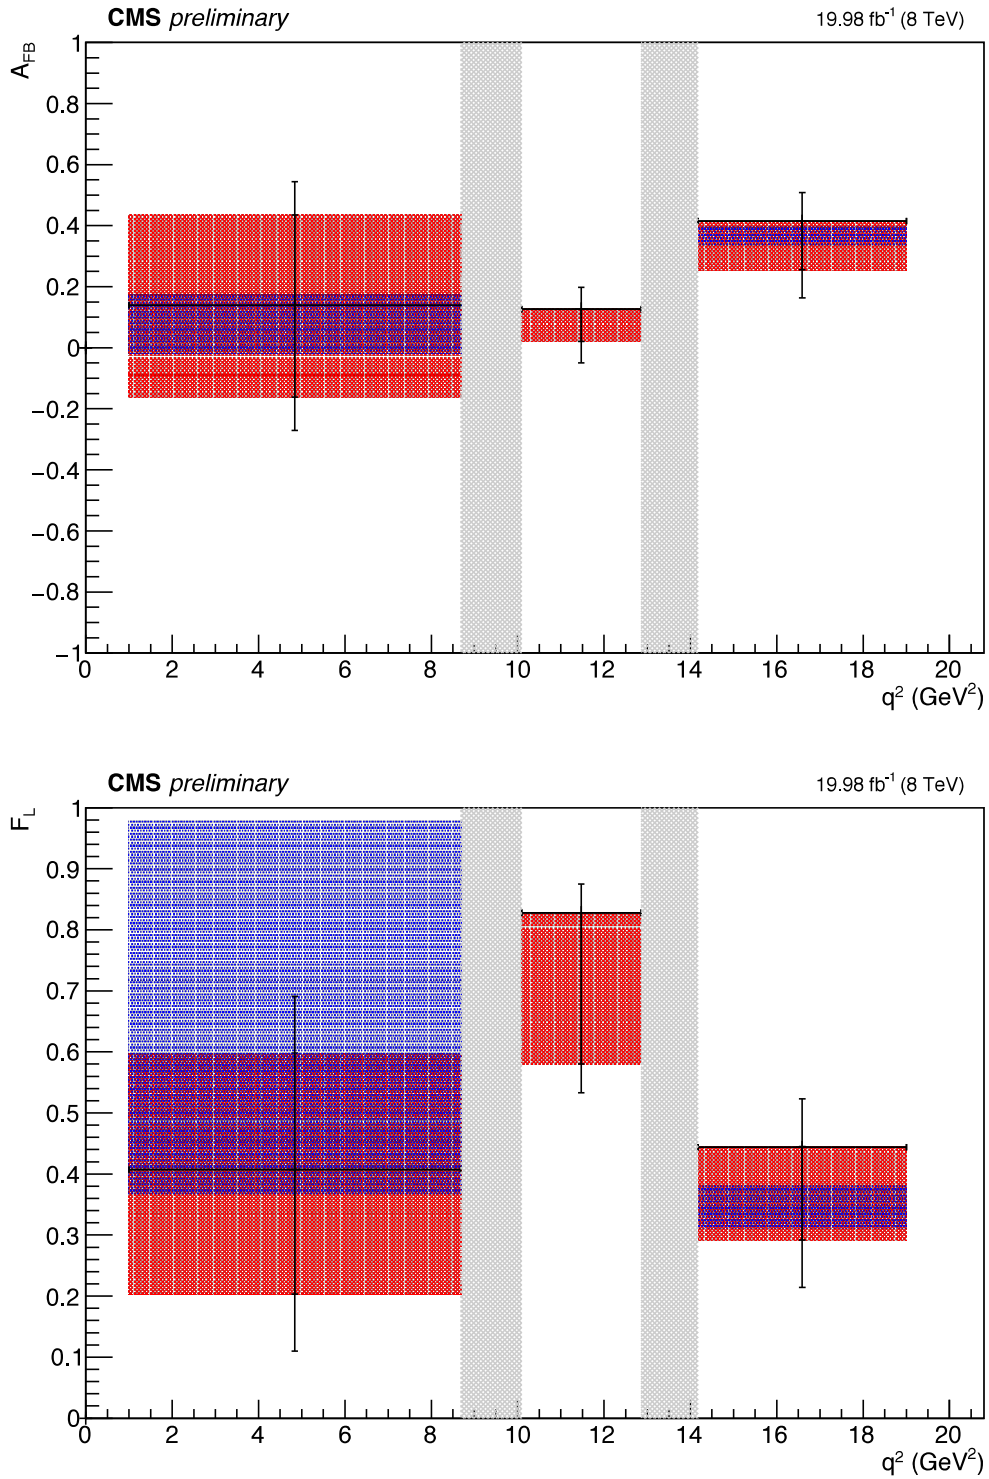 CMS preliminary 19.98 fb⁻¹ (8 TeV)
A_FB
1
0.8
0.6
0.4
0.2
0
−0.2
−0.4
−0.6
−0.8
−1
0 2 4 6 8 10 12 14 16 18 20
q² (GeV²)
CMS preliminary 19.98 fb⁻¹ (8 TeV)
F_L
1
0.9
0.8
0.7
0.6
0.5
0.4
0.3
0.2
0.1
0
0 2 4 6 8 10 12 14 16 18 20
q² (GeV²)